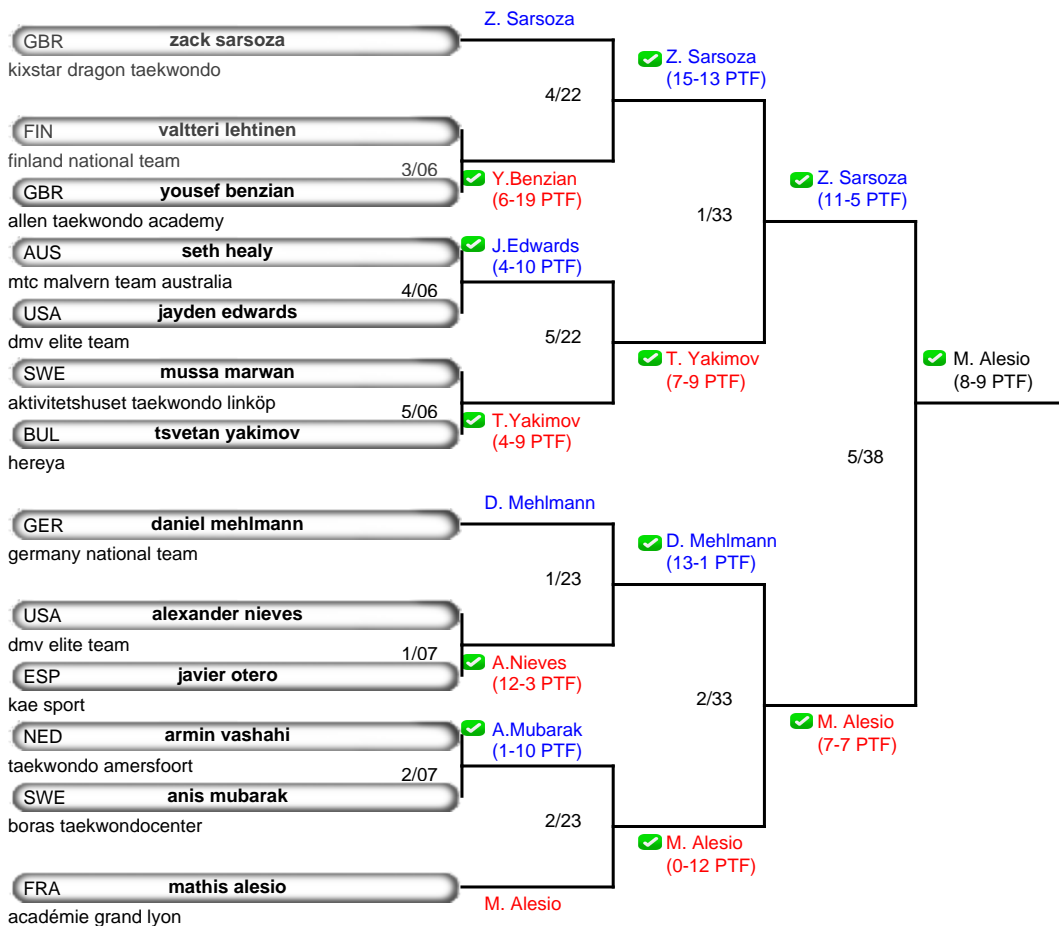 Z. Sarsoza
GBR zack sarsoza
kixstar dragon taekwondo
Z. Sarsoza
(15-13 PTF)
4/22
FIN valtteri lehtinen
finland national team
3/06
Y.Benzian
(6-19 PTF)
GBR yousef benzian
allen taekwondo academy
Z. Sarsoza
(11-5 PTF)
1/33
AUS seth healy
mtc malvern team australia
J.Edwards
(4-10 PTF)
4/06
USA jayden edwards
dmv elite team
5/22
T. Yakimov
(7-9 PTF)
M. Alesio
(8-9 PTF)
SWE mussa marwan
aktivitetshuset taekwondo linköp
5/06
T.Yakimov
(4-9 PTF)
BUL tsvetan yakimov
hereya
5/38
D. Mehlmann
GER daniel mehlmann
germany national team
D. Mehlmann
(13-1 PTF)
1/23
USA alexander nieves
dmv elite team
1/07
A.Nieves
(12-3 PTF)
ESP javier otero
kae sport
2/33
M. Alesio
(7-7 PTF)
NED armin vashahi
taekwondo amersfoort
A.Mubarak
(1-10 PTF)
2/07
SWE anis mubarak
boras taekwondocenter
2/23
M. Alesio
(0-12 PTF)
FRA mathis alesio
académie grand lyon
M. Alesio